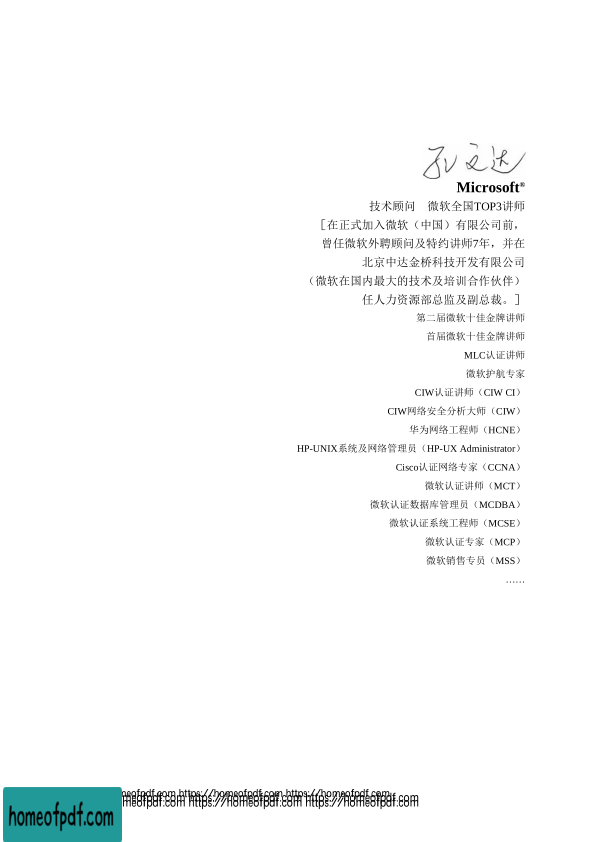 孔文达
Microsoft®
技术顾问　微软全国TOP3讲师
［在正式加入微软（中国）有限公司前，
曾任微软外聘顾问及特约讲师7年，并在
北京中达金桥科技开发有限公司
（微软在国内最大的技术及培训合作伙伴）
任人力资源部总监及副总裁。］
第二届微软十佳金牌讲师
首届微软十佳金牌讲师
MLC认证讲师
微软护航专家
CIW认证讲师（CIW CI）
CIW网络安全分析大师（CIW）
华为网络工程师（HCNE）
HP-UNIX系统及网络管理员（HP-UX Administrator）
Cisco认证网络专家（CCNA）
微软认证讲师（MCT）
微软认证数据库管理员（MCDBA）
微软认证系统工程师（MCSE）
微软认证专家（MCP）
微软销售专员（MSS）
……
meofpdf.com https://homeofpdf.com https://homeofpdf.com
meofpdf.com https://homeofpdf.com https://homeofpdf.com
homeofpdf.com